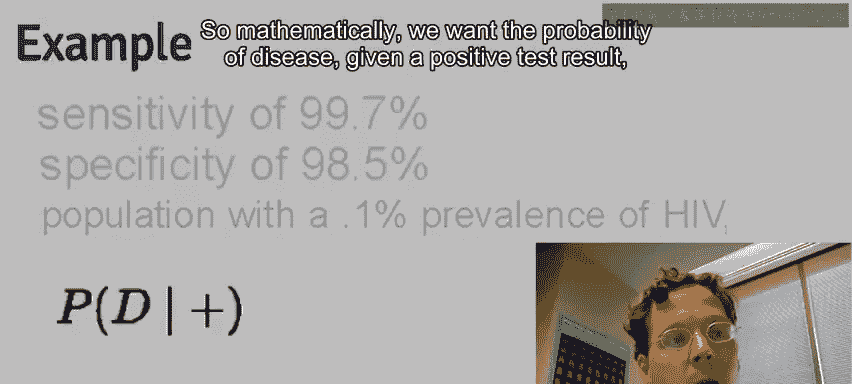 Example
So mathematically, we want the probability
of disease, given a positive test result,
sensitivity of 99.7%
specificity of 98.5%
population with a .1% prevalence of HIV,
P(D | +)